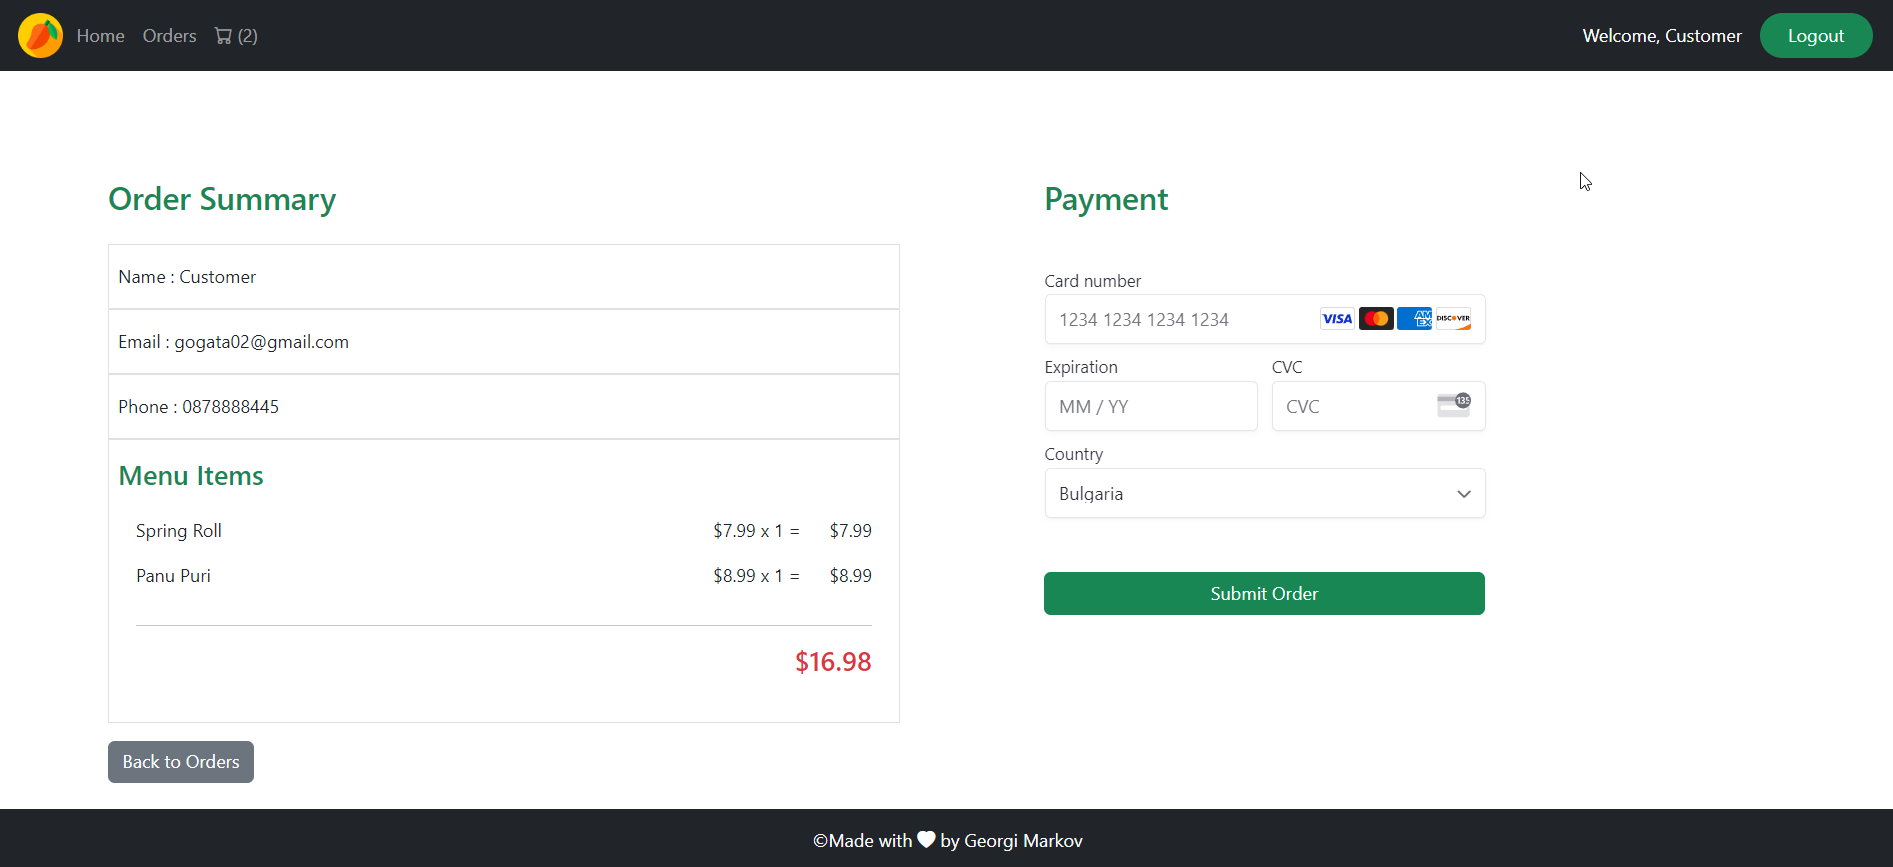 Home Orders (2) Welcome, Customer Logout
Order Summary
Name : Customer
Email : gogata02@gmail.com
Phone : 0878888445
Menu Items
Spring Roll $7.99 x 1 = $7.99
Panu Puri $8.99 x 1 = $8.99
$16.98
Back to Orders
Payment
Card number
1234 1234 1234 1234 VISA AMEX DISCOVER
Expiration CVC
MM / YY CVC 135
Country
Bulgaria
Submit Order
©Made with by Georgi Markov